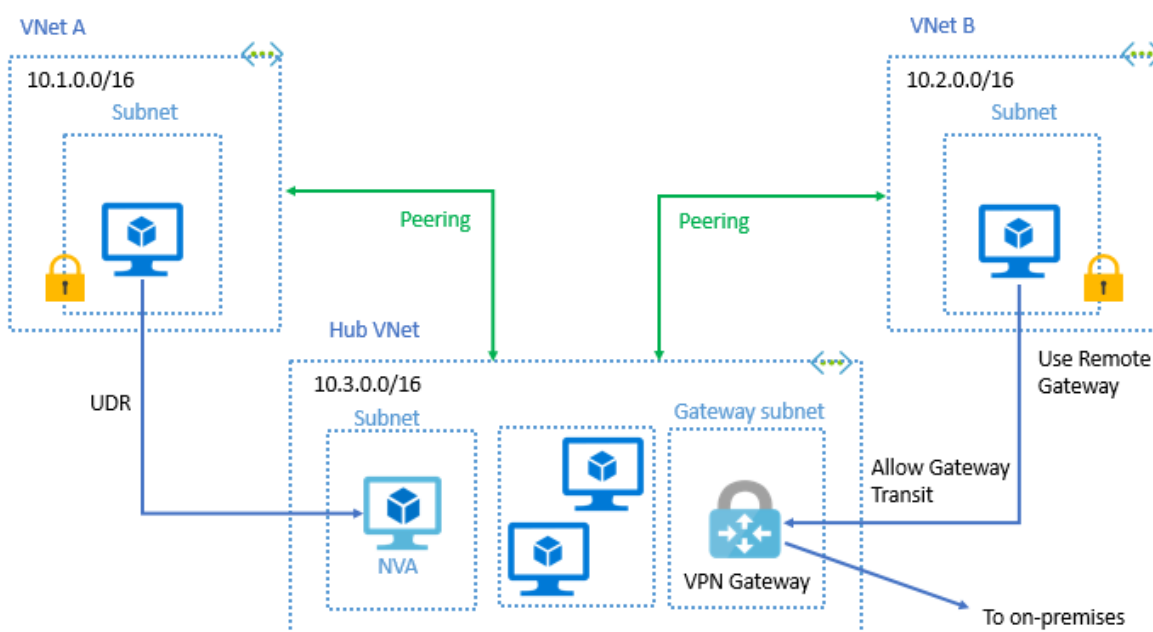 VNet A
VNet B
10.1.0.0/16
10.2.0.0/16
Subnet
Subnet
Peering
Peering
Hub VNet
Use Remote
Gateway
10.3.0.0/16
UDR
Subnet
Gateway subnet
Allow Gateway
Transit
NVA
VPN Gateway
To on-premises